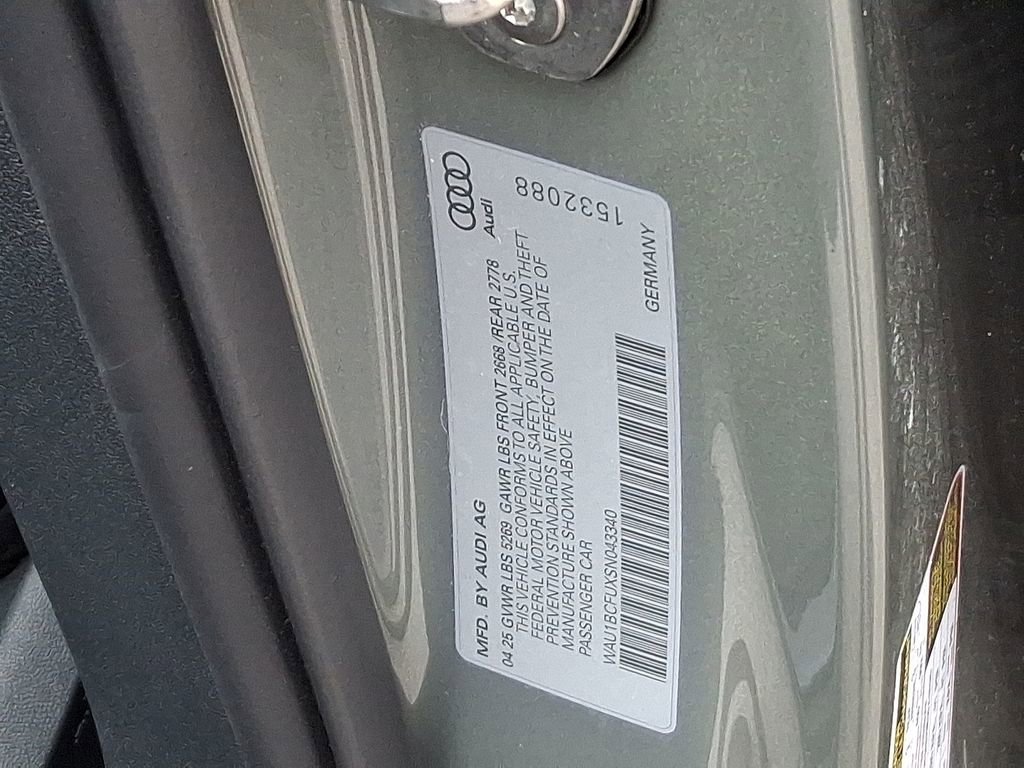 Audi
1532088
MFD. BY AUDI AG
04 25 GVWR LBS 5269 GAWR LBS FRONT 2668 /REAR 2778
THIS VEHICLE CONFORMS TO ALL APPLICABLE U.S.
FEDERAL MOTOR VEHICLE SAFETY, BUMPER AND THEFT
PREVENTION STANDARDS IN EFFECT ON THE DATE OF
MANUFACTURE SHOWN ABOVE
PASSENGER CAR
WAU1BCFUXSN043340
GERMANY